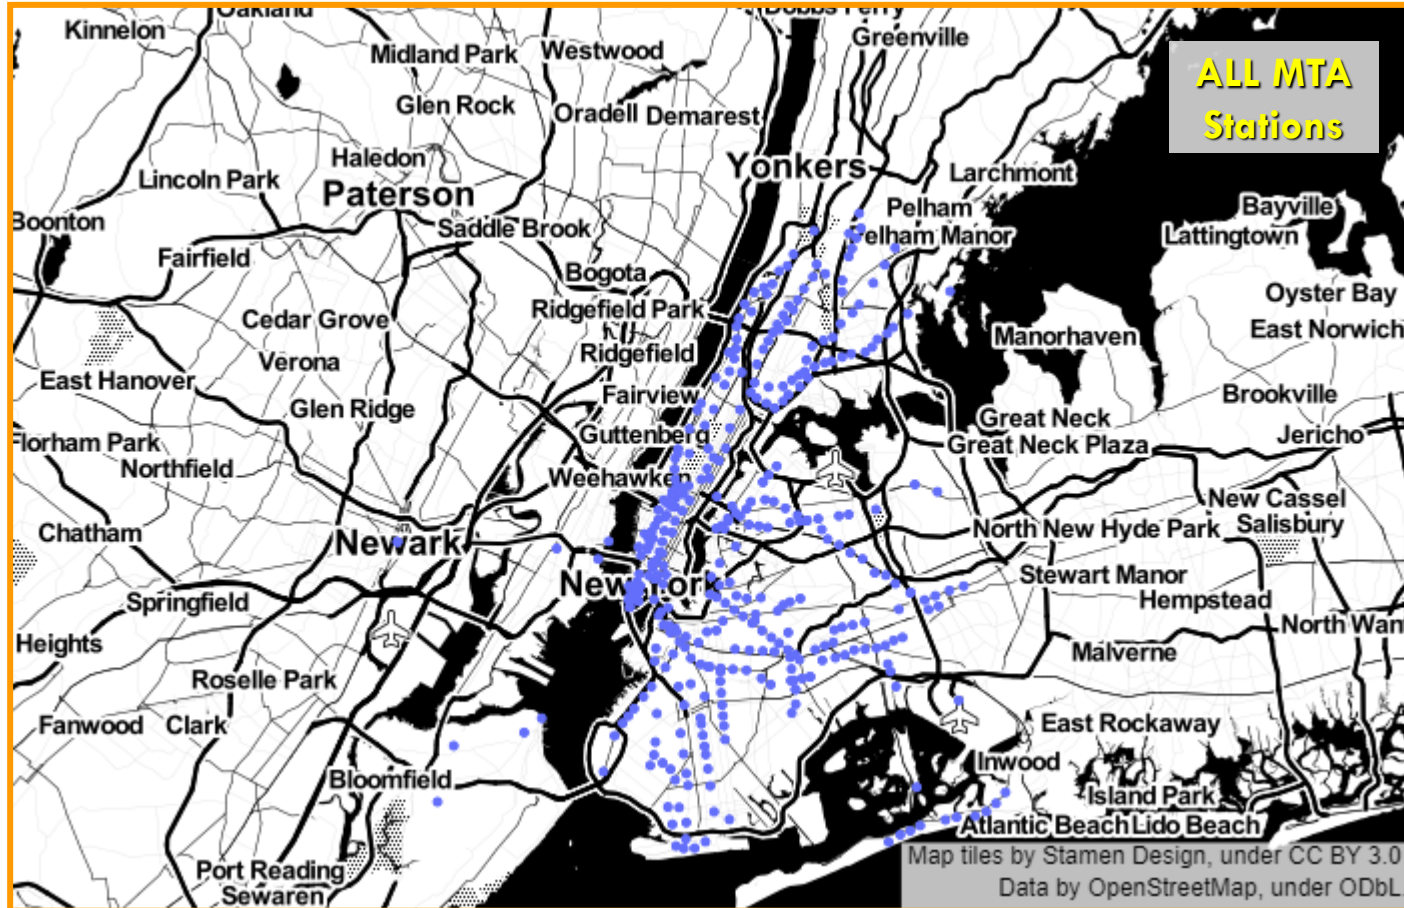 Oakland
Dobbs Ferry
Kinnelon
Greenville
Midland Park
Westwood
ALL MTA
Stations
Glen Rock
Oradell
Demarest
Haledon
Yonkers
Larchmont
Lincoln Park
Paterson
Pelham
Bayville
Boonton
Saddle Brook
Pelham Manor
Lattingtown
Fairfield
Bogota
Oyster Bay
Ridgefield Park
Cedar Grove
East Norwich
Manorhaven
Verona
Ridgefield
East Hanover
Fairview
Brookville
Glen Ridge
Great Neck
Florham Park
Guttenberg
Great Neck Plaza
Jericho
Northfield
Weehawken
New Cassel
Chatham
Newark
North New Hyde Park
Salisbury
New York
Stewart Manor
Springfield
Hempstead
Heights
North Want
Malverne
Roselle Park
Fanwood
Clark
East Rockaway
Bloomfield
Inwood
Island Park
Atlantic Beach
Lido Beach
Map tiles by Stamen Design, under CC BY 3.0
Port Reading
Data by OpenStreetMap, under ODbL.
Sewaren